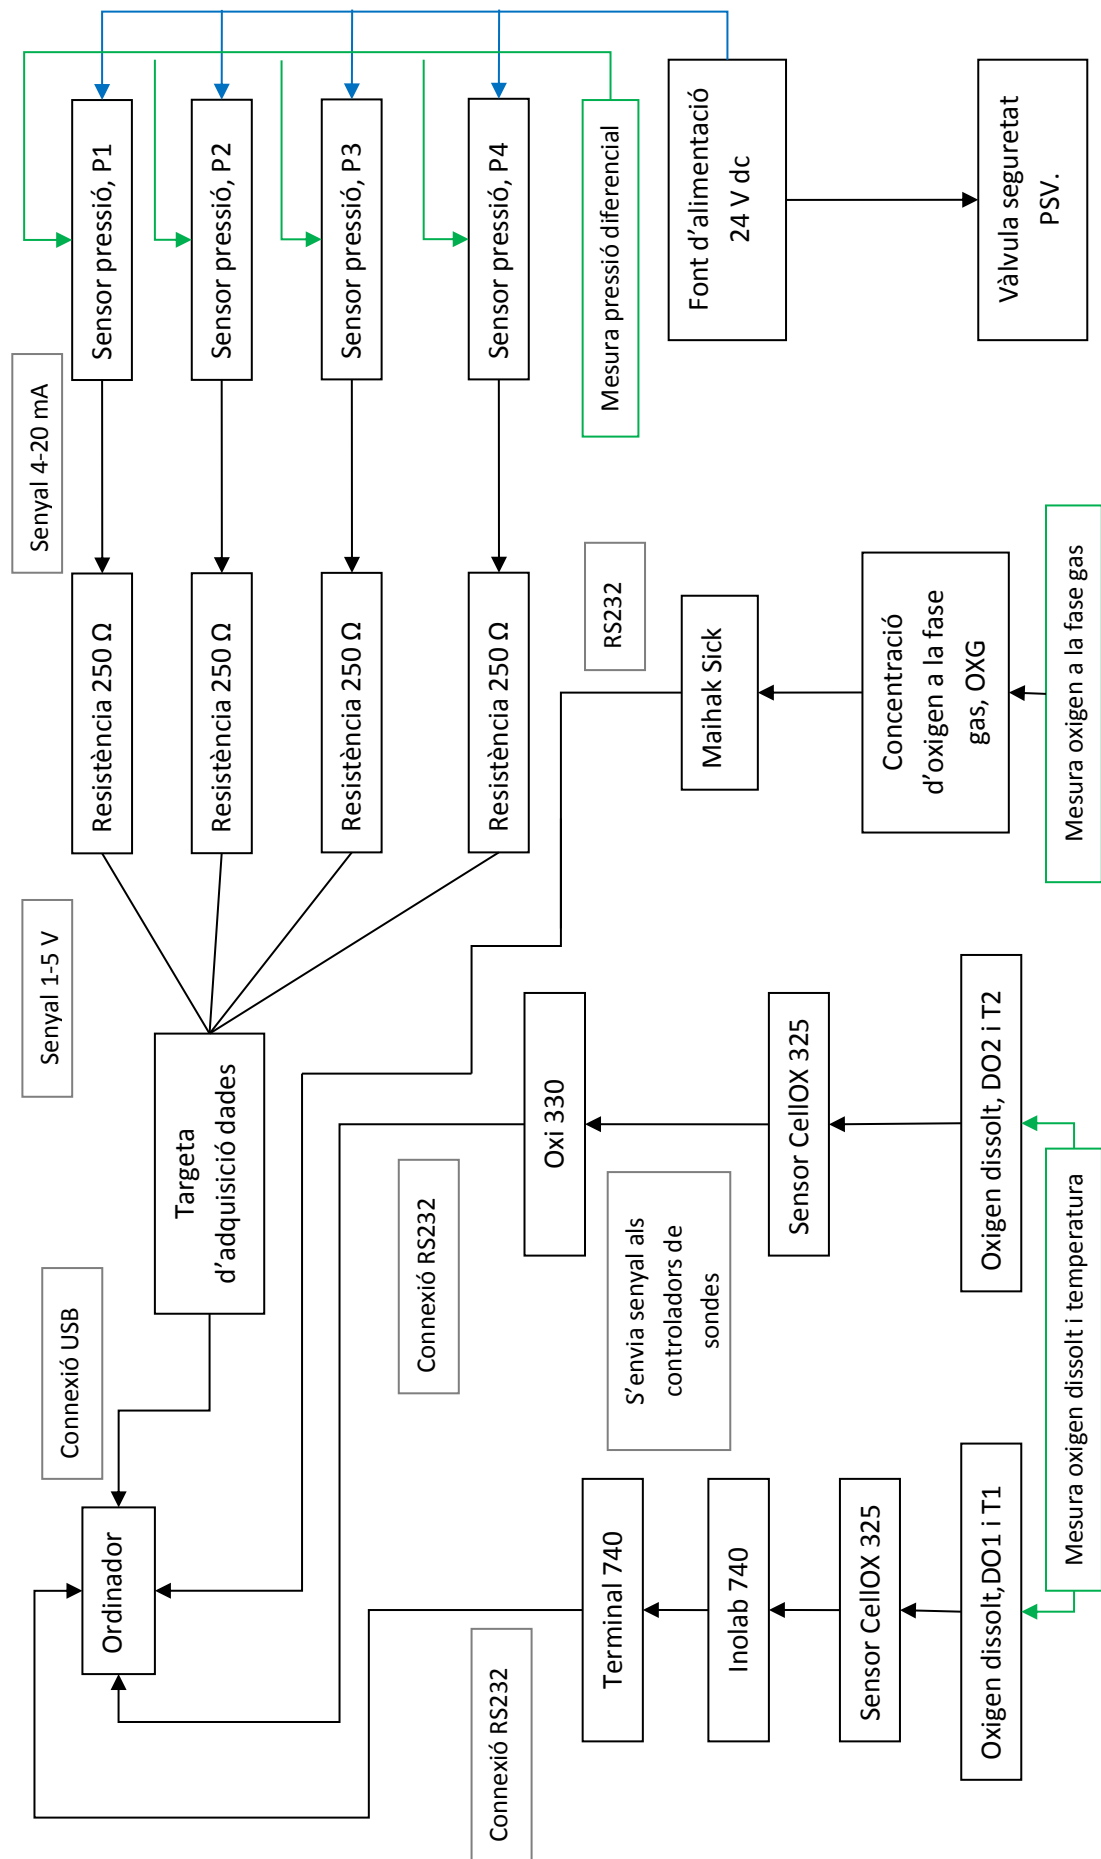 Connexió RS232
Connexió USB
Senyal 1-5 V
Senyal 4-20 mA
Ordinador
Targeta
d'adquisició dades
Resistència 250 Ω
Sensor pressió, P1
Resistència 250 Ω
Sensor pressió, P2
Resistència 250 Ω
Sensor pressió, P3
Resistència 250 Ω
Sensor pressió, P4
Connexió RS232
Terminal 740
Oxi 330
RS232
Mesura pressió diferencial
S'envia senyal als
controladors de
sondes
Inolab 740
Maihak Sick
Font d'alimentació
24 V dc
Sensor CellOX 325
Sensor CellOX 325
Concentració
d'oxigen a la fase
gas, OXG
Oxigen dissolt,DO1 i T1
Oxigen dissolt, DO2 i T2
Vàlvula seguretat
PSV.
Mesura oxigen dissolt i temperatura
Mesura oxigen a la fase gas